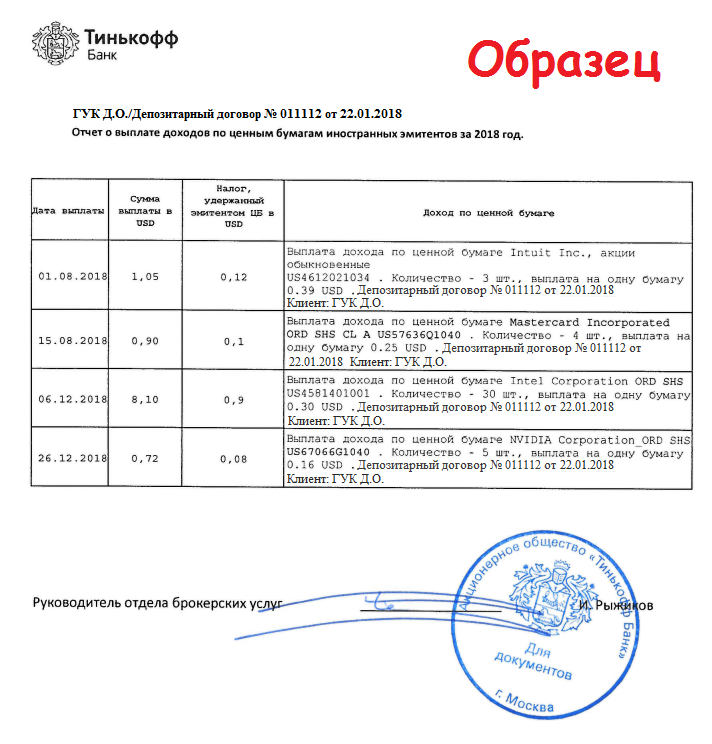 Тинькофф
Банк
Образец
ГУК Д.О./Депозитарный договор № 011112 от 22.01.2018
Отчет о выплате доходов по ценным бумагам иностранных эмитентов за 2018 год.
Дата выплаты
Сумма
выплаты в
USD
Налог,
удержанный
эмитентом ЦБ в
USD
Доход по ценной бумаге
01.08.2018
1,05
0,12
Выплата дохода по ценной бумаге Intuit Inc., акции
обыкновенные
US4612021034 . Количество - 3 шт., выплата на одну бумагу
0.39 USD .Депозитарный договор № 011112 от 22.01.2018
Клиент: ГУК Д.О.
15.08.2018
0,90
0,1
Выплата дохода по ценной бумаге Mastercard Incorporated
ORD SHS CL A US57636Q1040 . Количество - 4 шт., выплата на
одну бумагу 0.25 USD .Депозитарный договор № 011112 от
22.01.2018 Клиент: ГУК Д.О.
06.12.2018
8,10
0,9
Выплата дохода по ценной бумаге Intel Corporation ORD SHS
US4581401001 . Количество - 30 шт., выплата на одну бумагу
0.30 USD .Депозитарный договор № 011112 от 22.01.2018
Клиент: ГУК Д.О.
26.12.2018
0,72
0,08
Выплата дохода по ценной бумаге NVIDIA Corporation_ORD SHS
US67066G1040 . Количество - 5 шт., выплата на одну бумагу
0.16 USD .Депозитарный договор № 011112 от 22.01.2018
Клиент: ГУК Д.О.
Руководитель отдела брокерских услуг
И. Рыжиков
Акционерное общество «Тинькофф Банк»
Для
документов
г. Москва